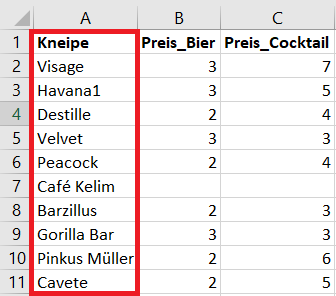 A B C
1 Kneipe Preis_Bier Preis_Cocktail
2 Visage 3 7
3 Havana1 3 5
4 Destille 2 4
5 Velvet 3 3
6 Peacock 2 4
7 Café Kelim
8 Barzillus 2 3
9 Gorilla Bar 3 3
10 Pinkus Müller 2 6
11 Cavete 2 5